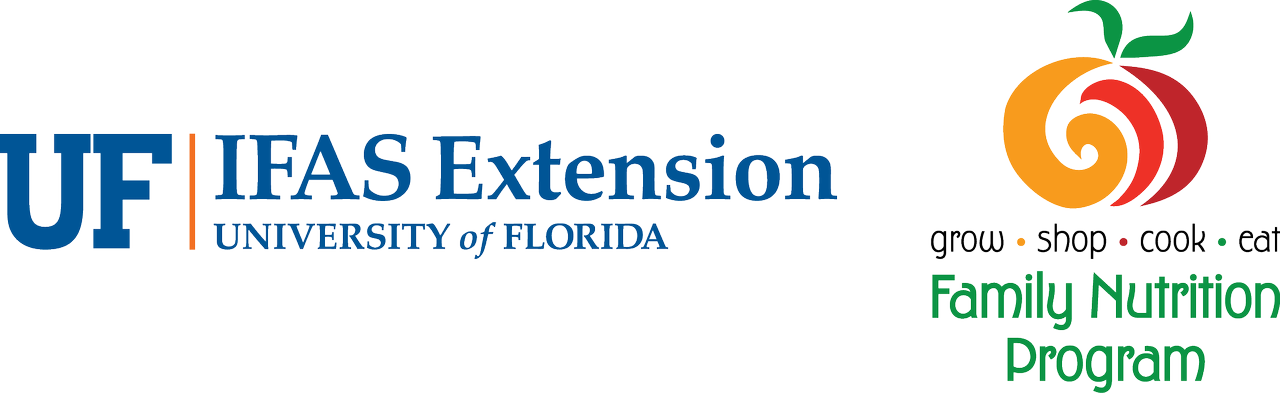 UF
IFAS Extension
UNIVERSITY of FLORIDA
grow • shop • cook • eat
Family Nutrition
Program